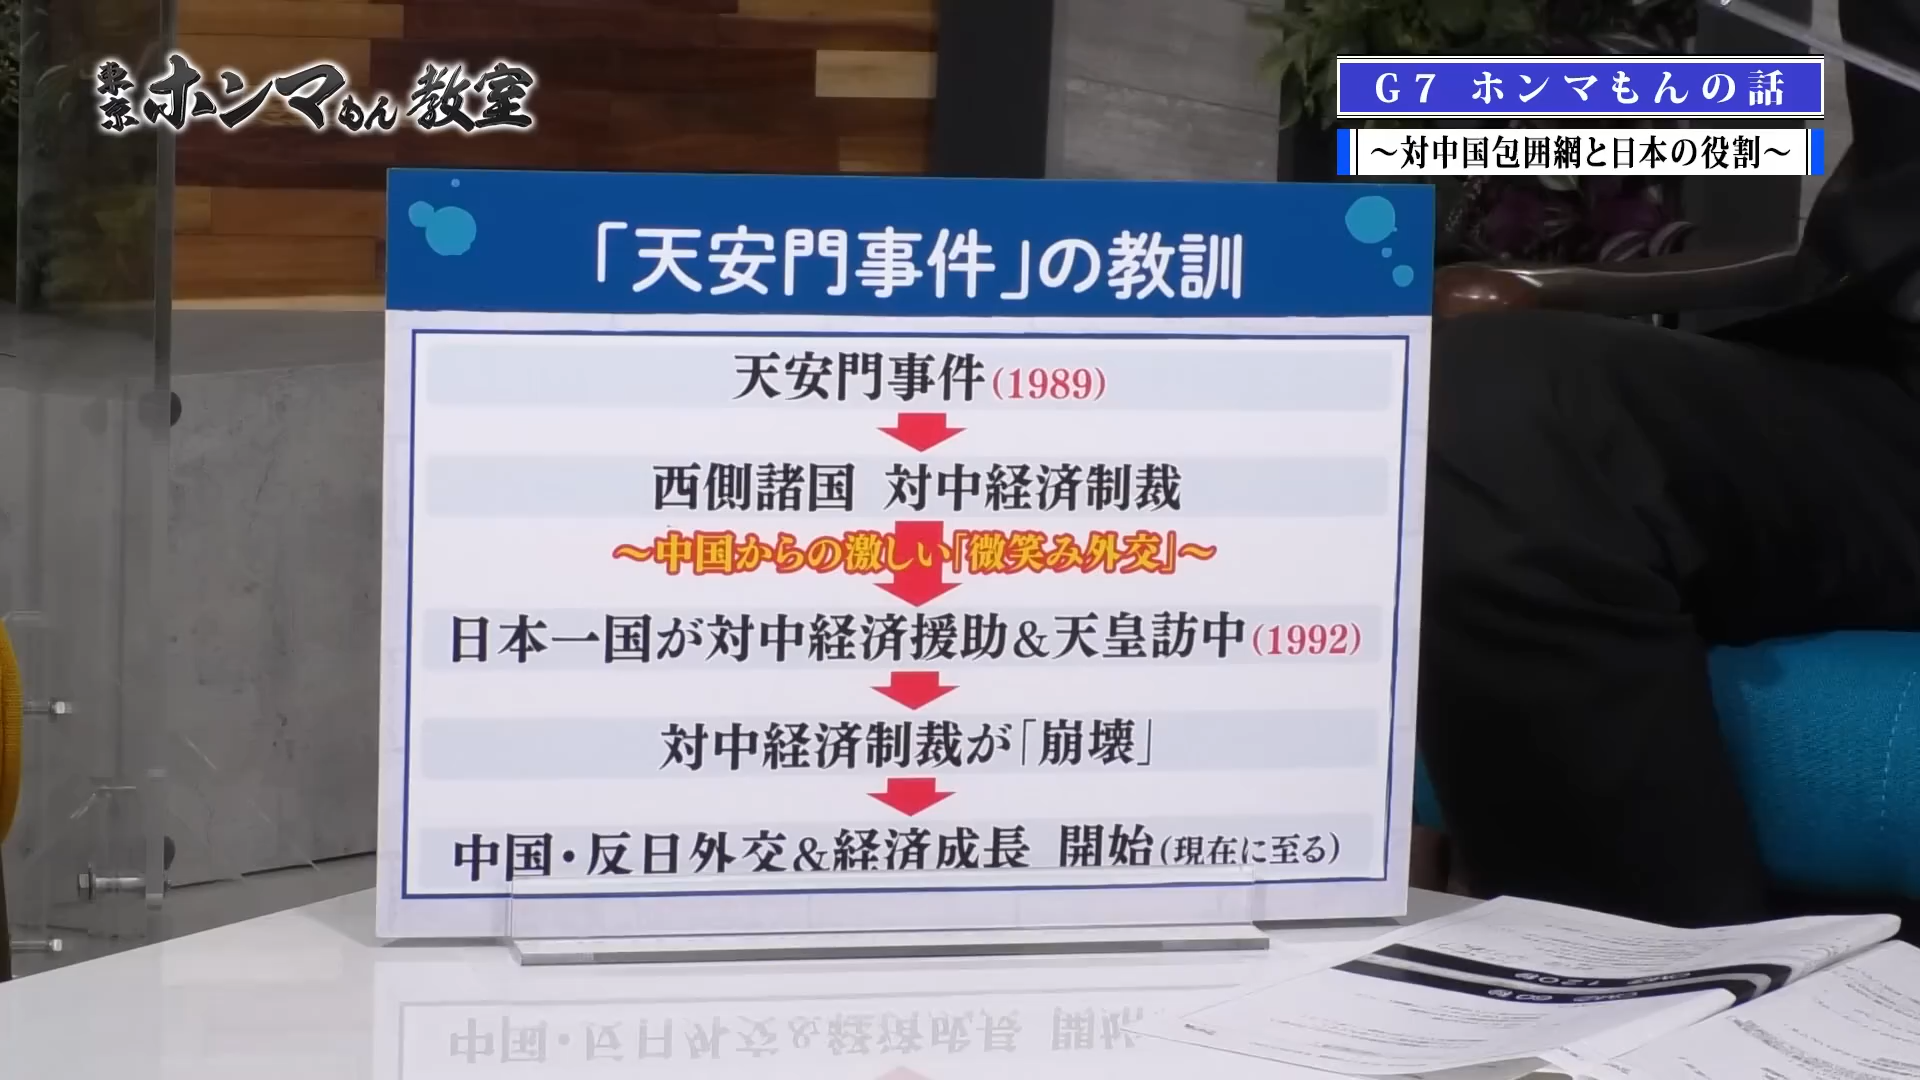 東京ホンマもん教室
G7 ホンマもんの話
～対中国包囲網と日本の役割～
「天安門事件」の教訓
天安門事件(1989)
西側諸国 対中経済制裁
～中国からの激しい「微笑み外交」～
日本一国が対中経済援助&天皇訪中(1992)
対中経済制裁が「崩壊」
中国・反日外交&経済成長 開始(現在に至る)